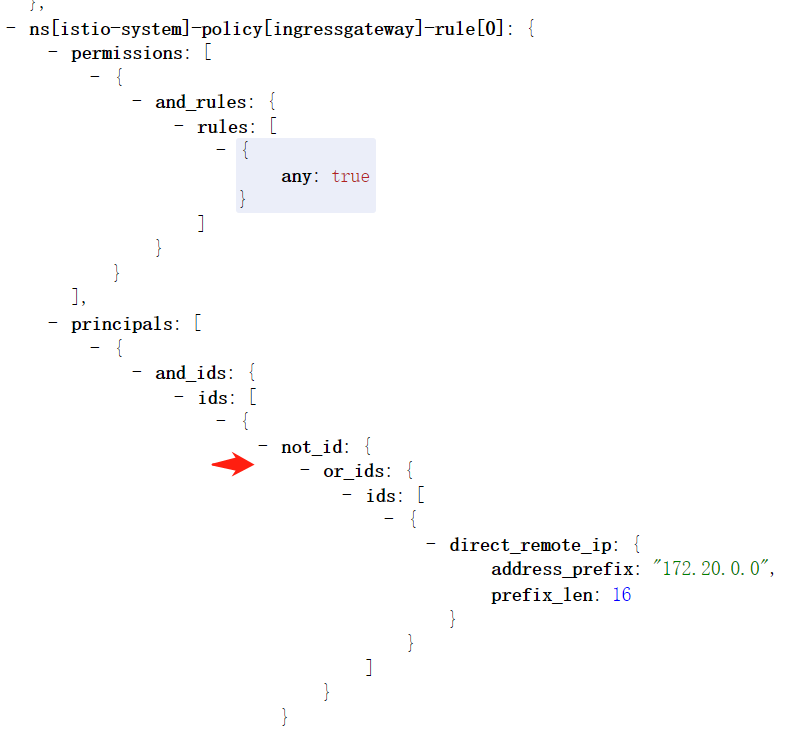 },
- ns[istio-system]-policy[ingressgateway]-rule[0]: {
- permissions: [
- {
- and_rules: {
- rules: [
- {
any: true
}
]
}
}
],
- principals: [
- {
- and_ids: {
- ids: [
- {
- not_id: {
- or_ids: {
- ids: [
- {
- direct_remote_ip: {
address_prefix: "172.20.0.0",
prefix_len: 16
}
}
]
}
}